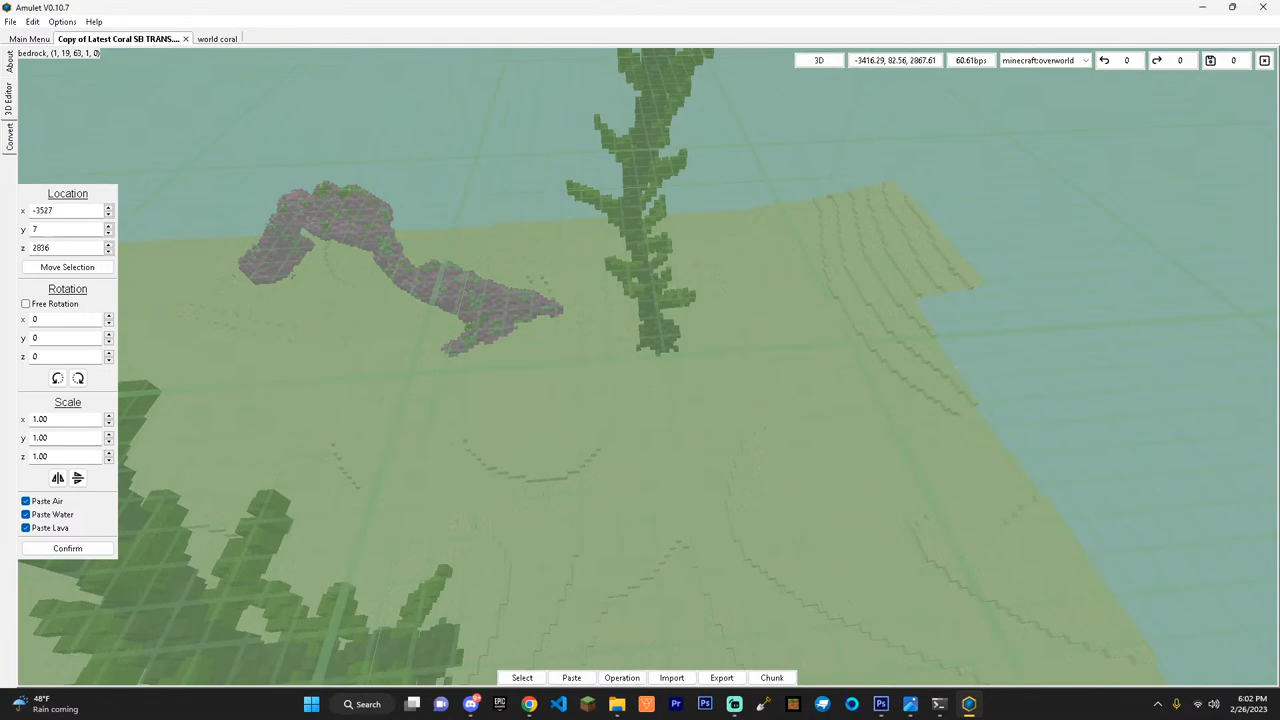 Amulet V0.10.7
File Edit Options Help
Main Menu Copy of Latest Coral SB TRANS.... world coral
bedrock, (1, 19, 63, 1, 0)
3D -3416.29, 82.56, 2867.61 60.61bps minecraft:overworld 0 0 0
About
3D Editor
Convert
Location
x -3527
y 7
z 2836
Move Selection
Rotation
Free Rotation
x 0
y 0
z 0
Scale
x 1.00
y 1.00
z 1.00
Paste Air
Paste Water
Paste Lava
Confirm
Select Paste Operation Import Export Chunk
48°F
Rain coming
Search
6:02 PM
2/26/2023